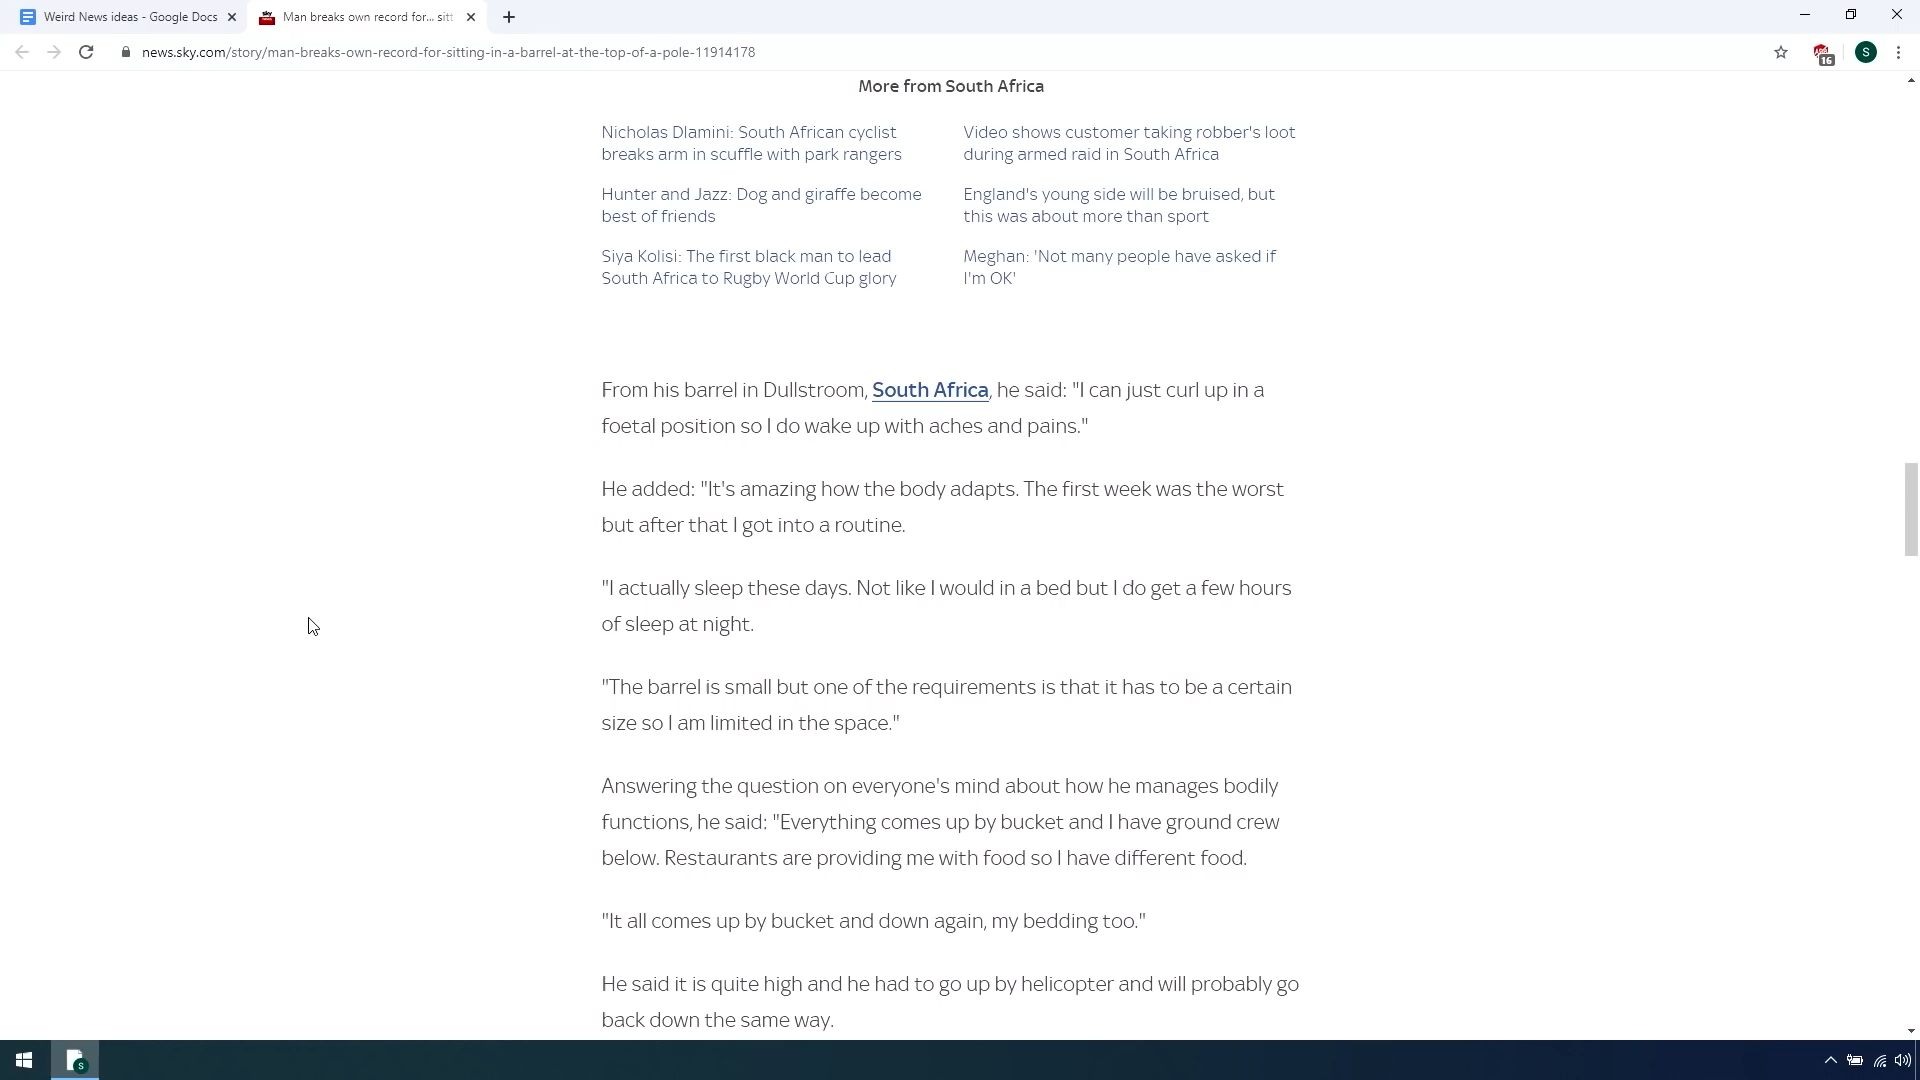 Weird News ideas - Google Docs
Man breaks own record for... sitt
news.sky.com/story/man-breaks-own-record-for-sitting-in-a-barrel-at-the-top-of-a-pole-11914178
16
S
More from South Africa
Nicholas Dlamini: South African cyclist
breaks arm in scuffle with park rangers
Video shows customer taking robber's loot
during armed raid in South Africa
Hunter and Jazz: Dog and giraffe become
best of friends
England's young side will be bruised, but
this was about more than sport
Siya Kolisi: The first black man to lead
South Africa to Rugby World Cup glory
Meghan: 'Not many people have asked if
I'm OK'
From his barrel in Dullstroom, South Africa, he said: "I can just curl up in a
foetal position so I do wake up with aches and pains."
He added: "It's amazing how the body adapts. The first week was the worst
but after that I got into a routine.
"I actually sleep these days. Not like I would in a bed but I do get a few hours
of sleep at night.
"The barrel is small but one of the requirements is that it has to be a certain
size so I am limited in the space."
Answering the question on everyone's mind about how he manages bodily
functions, he said: "Everything comes up by bucket and I have ground crew
below. Restaurants are providing me with food so I have different food.
"It all comes up by bucket and down again, my bedding too."
He said it is quite high and he had to go up by helicopter and will probably go
back down the same way.
S